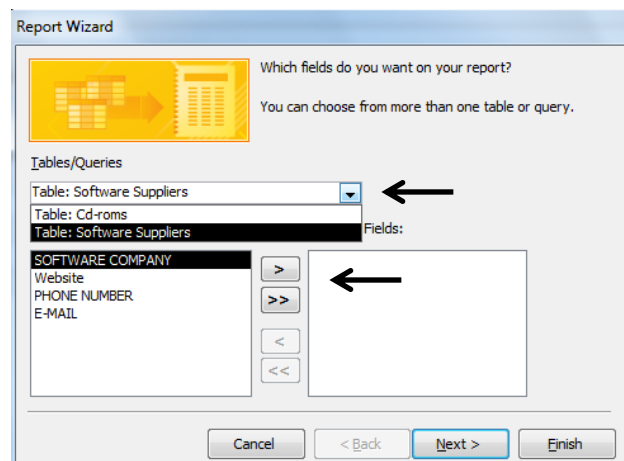 Report Wizard
Which fields do you want on your report?
You can choose from more than one table or query.
Tables/Queries
Table: Software Suppliers
Table: Cd-roms
Table: Software Suppliers
Fields:
SOFTWARE COMPANY
Website
PHONE NUMBER
E-MAIL
>
>>
<
<<
Cancel
< Back
Next >
Finish